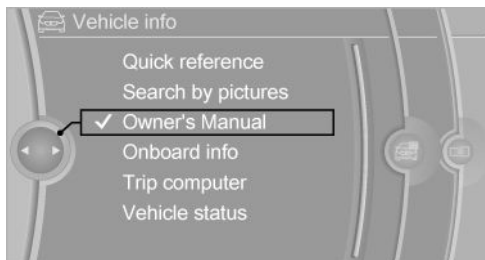 Vehicle info
Quick reference
Search by pictures
✓ Owner's Manual
Onboard info
Trip computer
Vehicle status